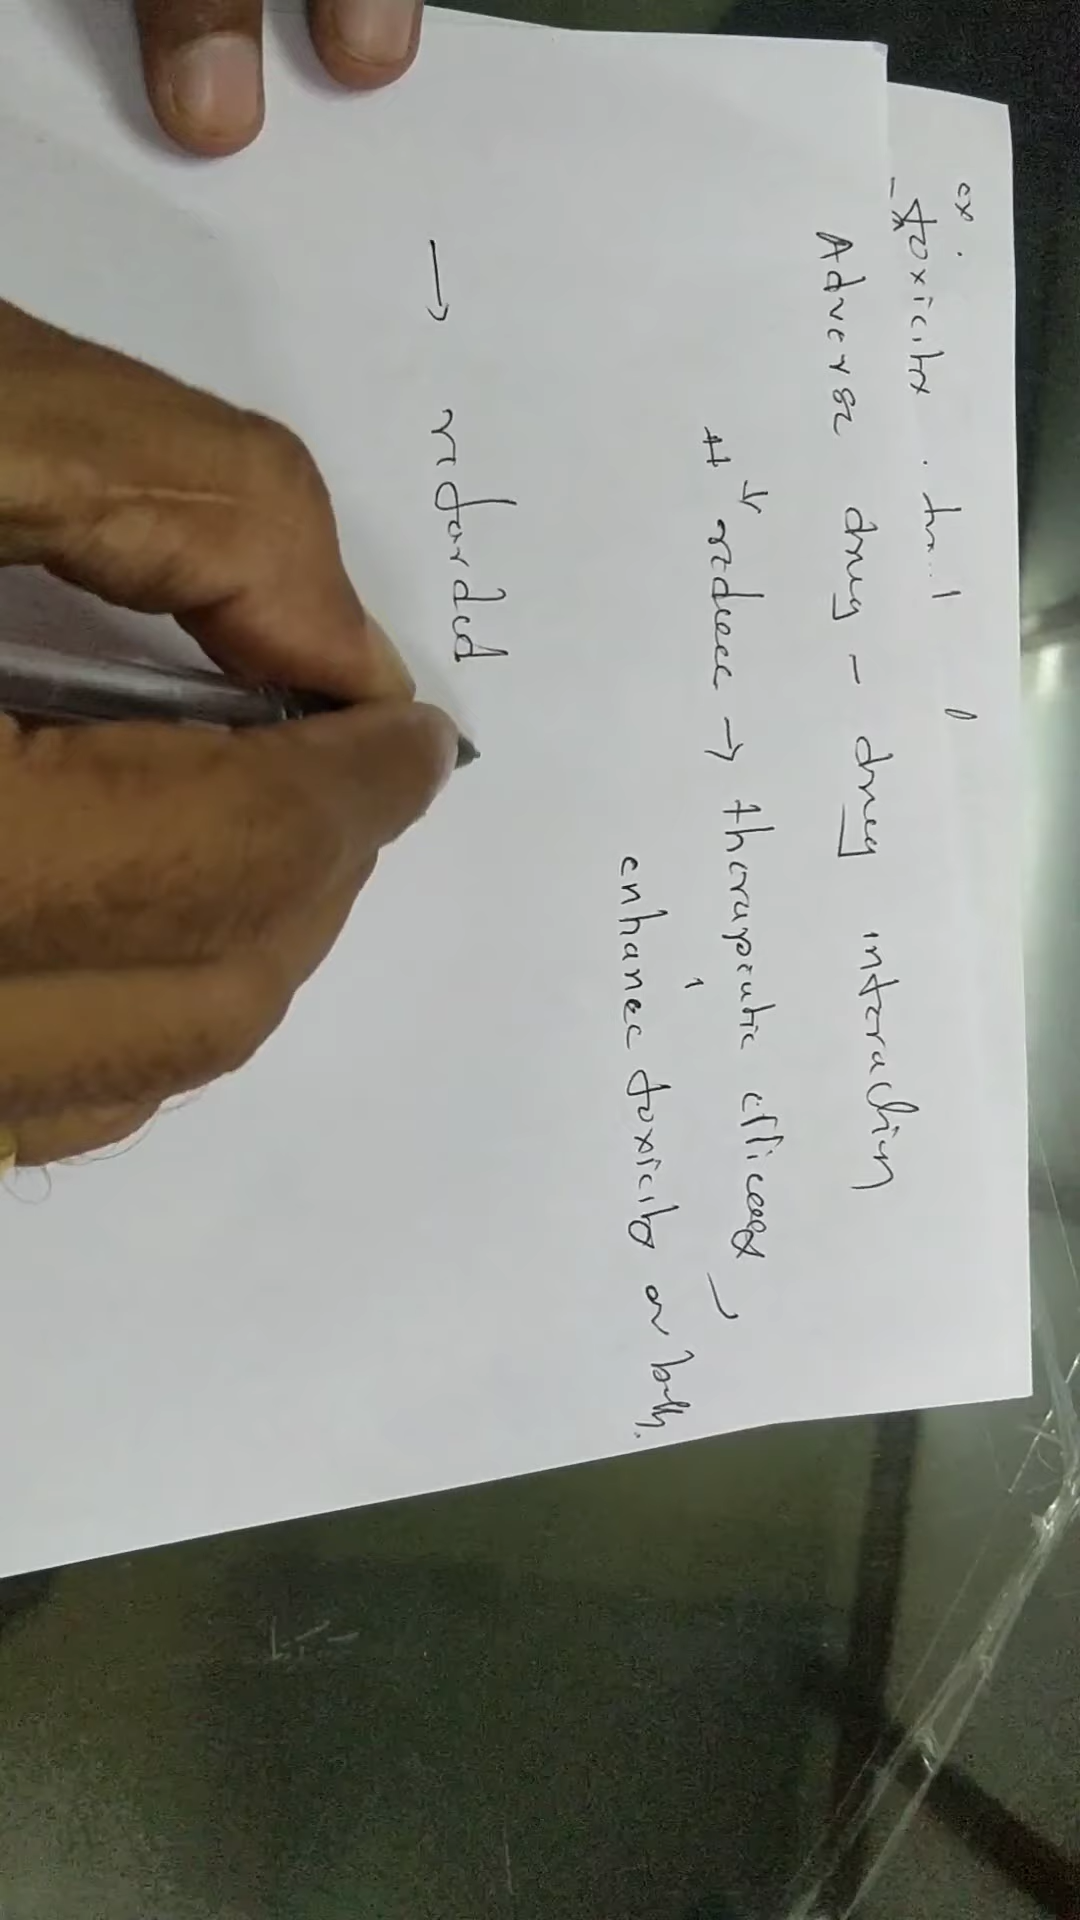 ex.
toxicity
Adverse drug - drug interaction
# ↓ reduce → therapeutic efficacy,
enhance toxicity or both.
→ retarded